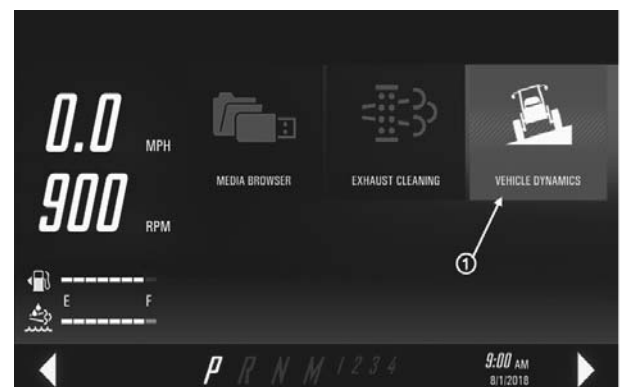 0.0 MPH
900 RPM
MEDIA BROWSER
EXHAUST CLEANING
VEHICLE DYNAMICS
1
E F
P R N M 1 2 3 4
9:00 AM
8/1/2018